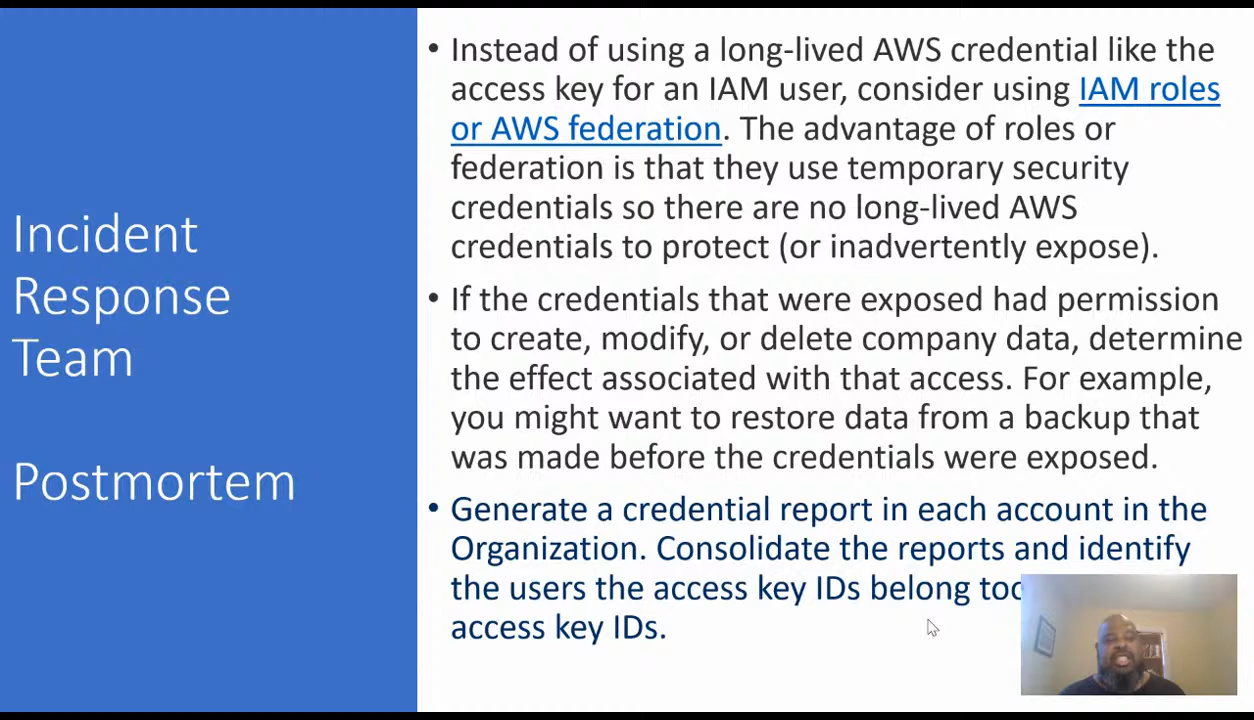 Incident
Response
Team
Postmortem
• Instead of using a long-lived AWS credential like the
access key for an IAM user, consider using IAM roles
or AWS federation. The advantage of roles or
federation is that they use temporary security
credentials so there are no long-lived AWS
credentials to protect (or inadvertently expose).
• If the credentials that were exposed had permission
to create, modify, or delete company data, determine
the effect associated with that access. For example,
you might want to restore data from a backup that
was made before the credentials were exposed.
• Generate a credential report in each account in the
Organization. Consolidate the reports and identify
the users the access key IDs belong too
access key IDs.